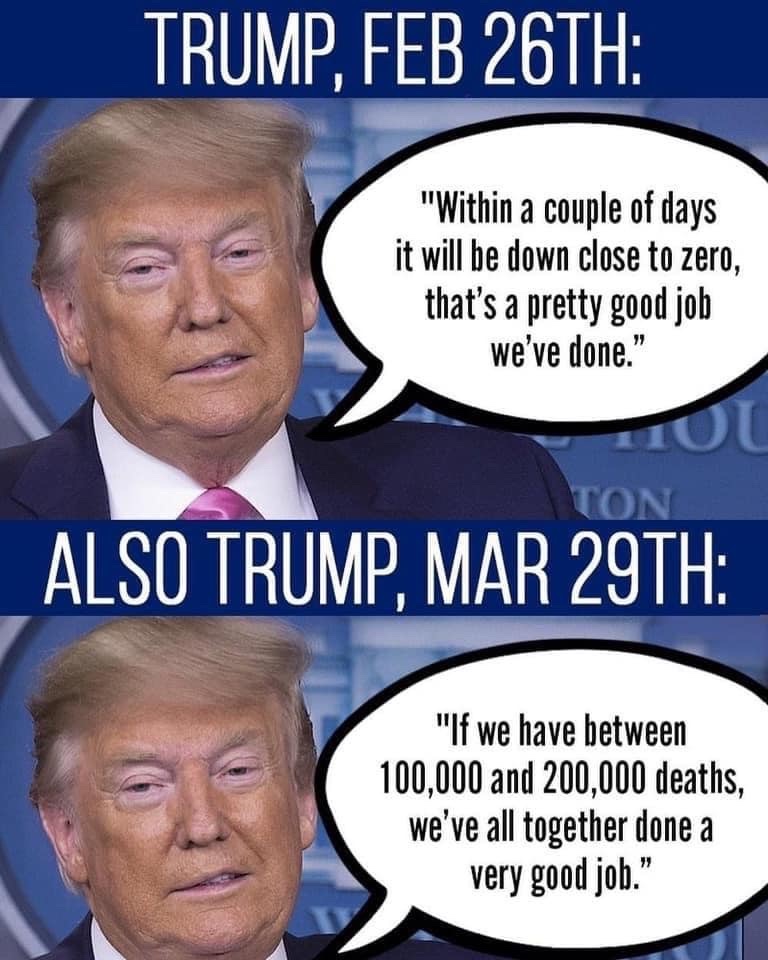 TRUMP, FEB 26TH:
"Within a couple of days
it will be down close to zero,
that's a pretty good job
we've done.”
HOU
TON
ALSO TRUMP, MAR 29TH:
"If we have between
100,000 and 200,000 deaths,
we've all together done a
very good job.”